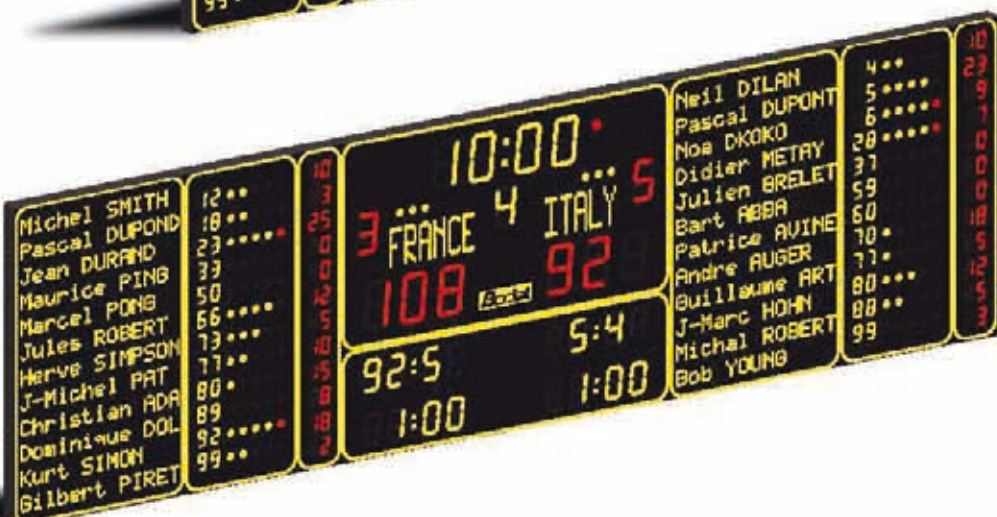 99
Michel SMITH 12 10
Pascal DUPOND 18 3
Jean DURAND 23 25
Maurice PING 0
Marcel PONG 50 0
Jules ROBERT 66 12
Herve SIMPSON 73 5
J-Michel PAT 77 10
Christian ADA 80 15
Dominique DOL 89 8
Kurt SIMON 92 18
Gilbert PIRET 99 2
10:00
3 4 5
FRANCE ITALY
108 Bodet 92
92:5 5:4
1:00 1:00
Neil DILAN 4 10
Pascal DUPONT 5 23
Noa DKOKO 6 9
Didier METAY 28 7
Julien BRELET 37 0
Bart ABBA 59 0
Patrice AVINE 60 0
Andre AUGER 70 18
Guillaume ART 77 5
J-Marc HOHN 80 12
Michal ROBERT 88 5
Bob YOUNG 99 3